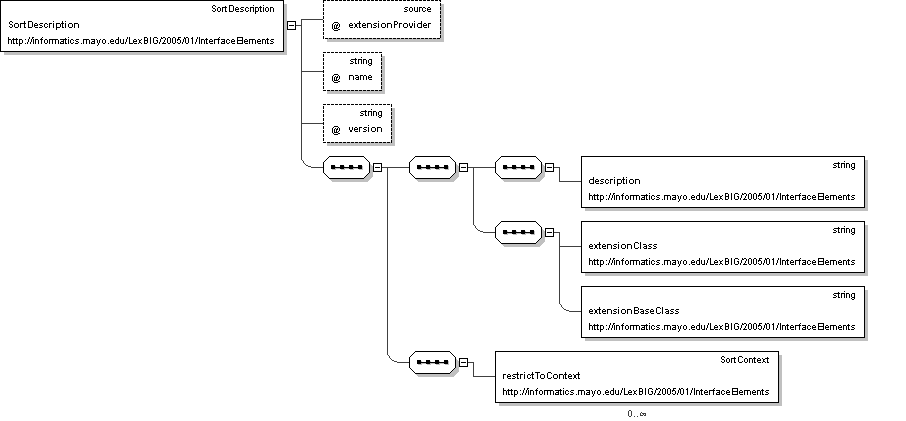 SortDescription
SortDescription
http://informatics.mayo.edu/LexBIG/2005/01/InterfaceElements
source
@ extensionProvider
string
@ name
string
@ version
string
description
http://informatics.mayo.edu/LexBIG/2005/01/InterfaceElements
string
extensionClass
http://informatics.mayo.edu/LexBIG/2005/01/InterfaceElements
string
extensionBaseClass
http://informatics.mayo.edu/LexBIG/2005/01/InterfaceElements
SortContext
restrictToContext
http://informatics.mayo.edu/LexBIG/2005/01/InterfaceElements
0..∞